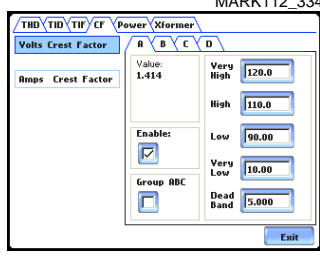 MARK112_334
THD TID TIF CF Power Xformer
Volts Crest Factor
Amps Crest Factor
A B C D
Value:
1.414
Enable:
Group ABC
Very High 120.0
High 110.0
Low 90.00
Very Low 10.00
Dead Band 5.000
Exit